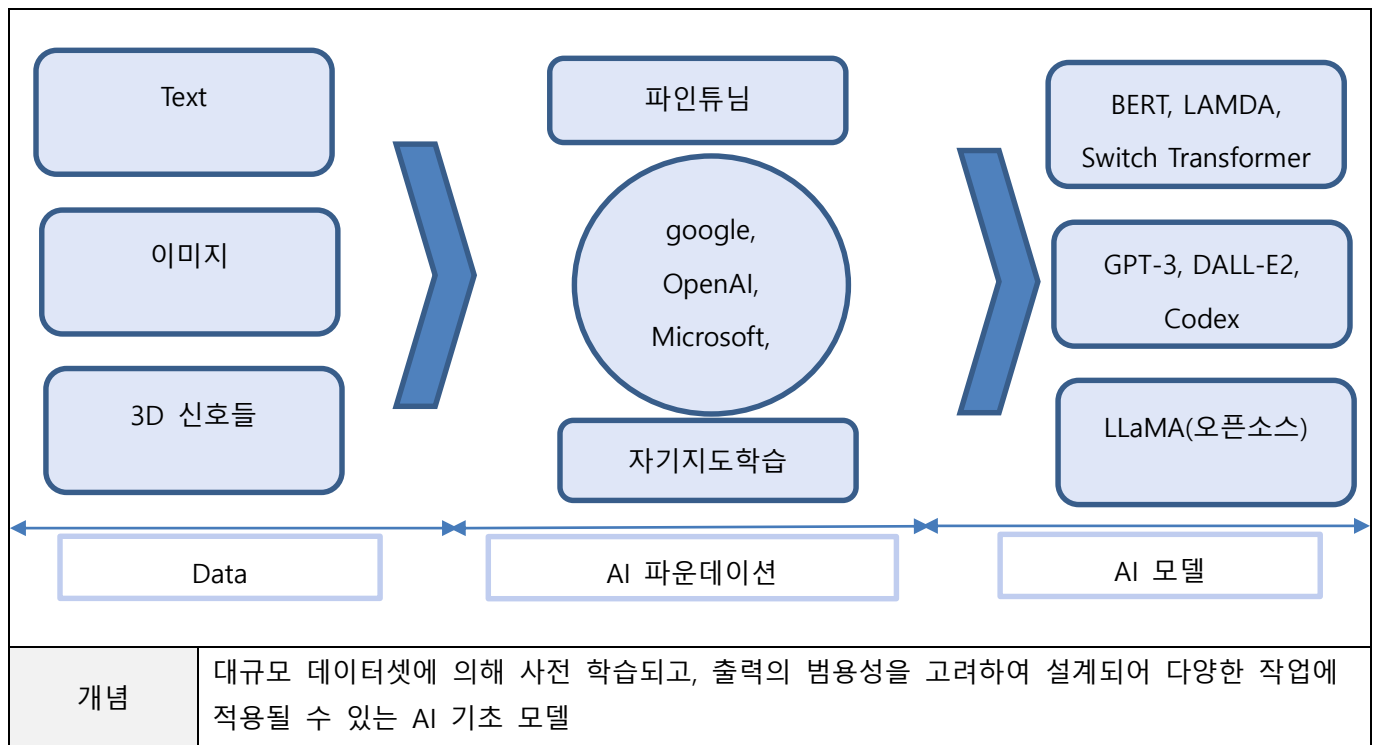 Text
이미지
3D 신호들
파인튜님
google,
OpenAI,
Microsoft,
자기지도학습
BERT, LAMDA,
Switch Transformer
GPT-3, DALL-E2,
Codex
LLaMA(오픈소스)
Data
AI 파운데이션
AI 모델
개념
대규모 데이터셋에 의해 사전 학습되고, 출력의 범용성을 고려하여 설계되어 다양한 작업에
적용될 수 있는 AI 기초 모델